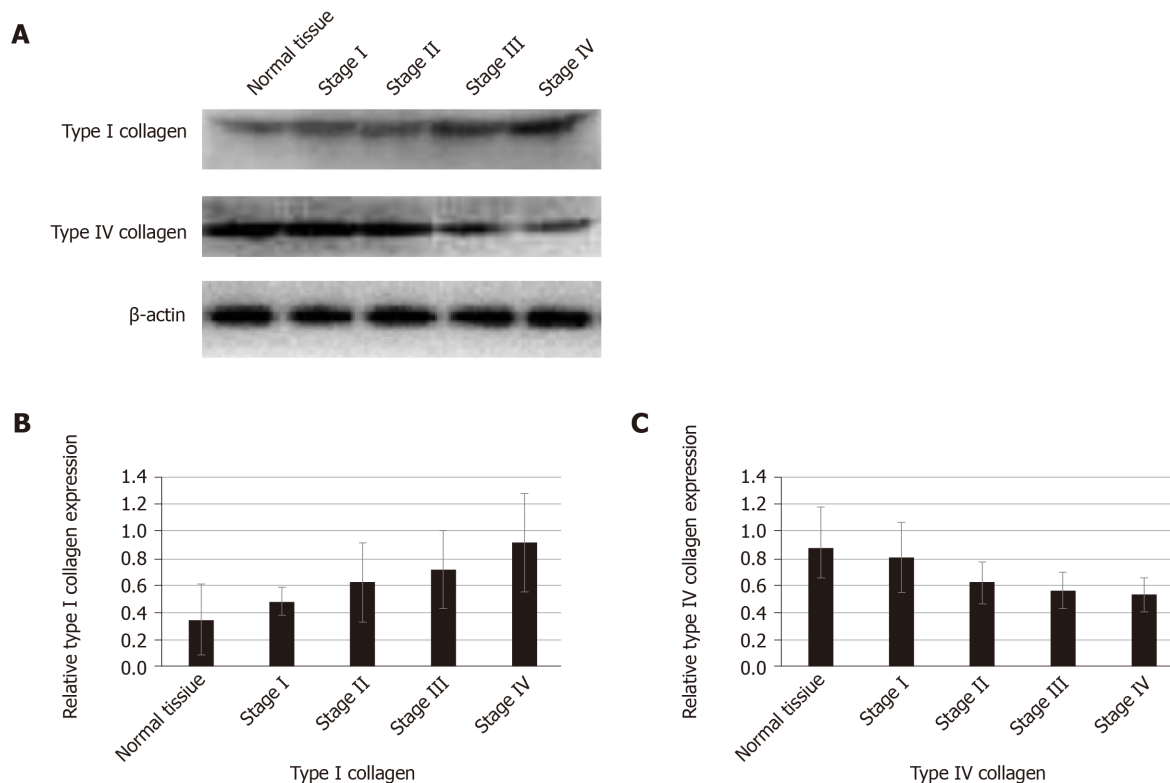 A
Normal tissue
Stage I
Stage II
Stage III
Stage IV
Type I collagen
Type IV collagen
β-actin
B
Relative type I collagen expression
1.4
1.2
1.0
0.8
0.6
0.4
0.2
0.0
Normal tissiue
Stage I
Stage II
Stage III
Stage IV
Type I collagen
C
Relative type IV collagen expression
1.4
1.2
1.0
0.8
0.6
0.4
0.2
0.0
Normal tissiue
Stage I
Stage II
Stage III
Stage IV
Type IV collagen